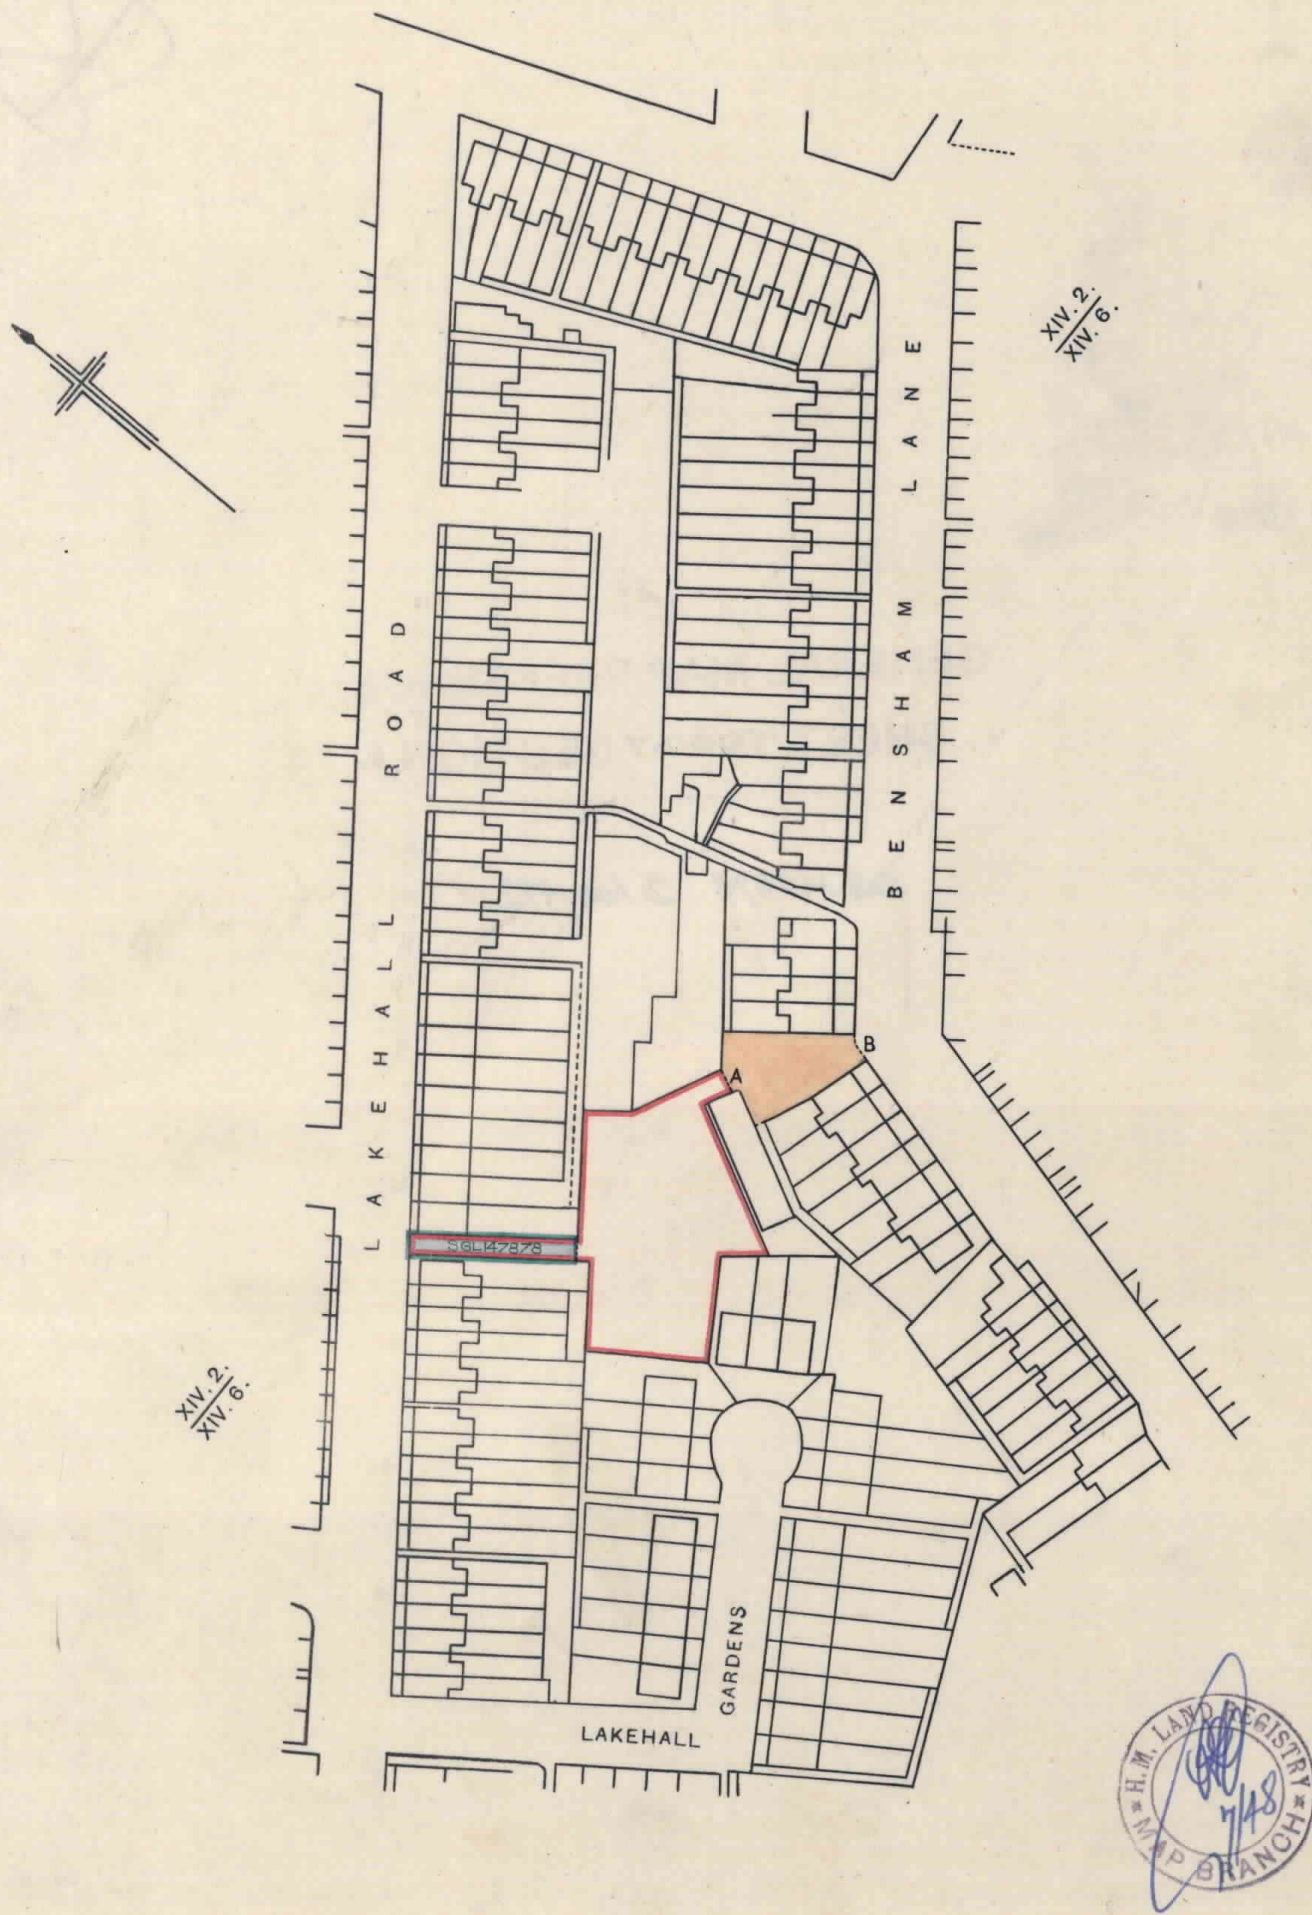 XIV. 2.
XIV. 6.
BENSHAM LANE
LAKEHALL ROAD
B
A
SGL147878
XIV. 2.
XIV. 6.
LAKEHALL
GARDENS
H.M. LAND REGISTRY
MAP BRANCH
7/48